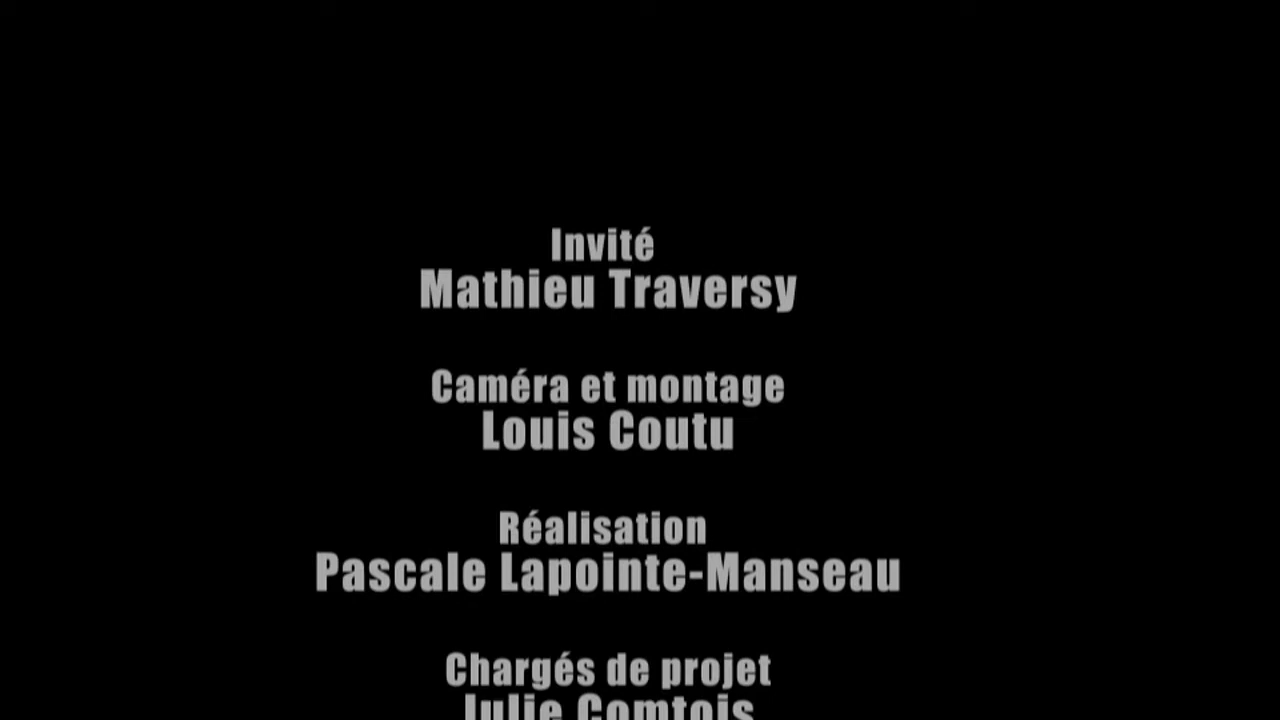 Invité
Mathieu Traversy
Caméra et montage
Louis Coutu
Réalisation
Pascale Lapointe-Manseau
Chargés de projet
Julie Comtois